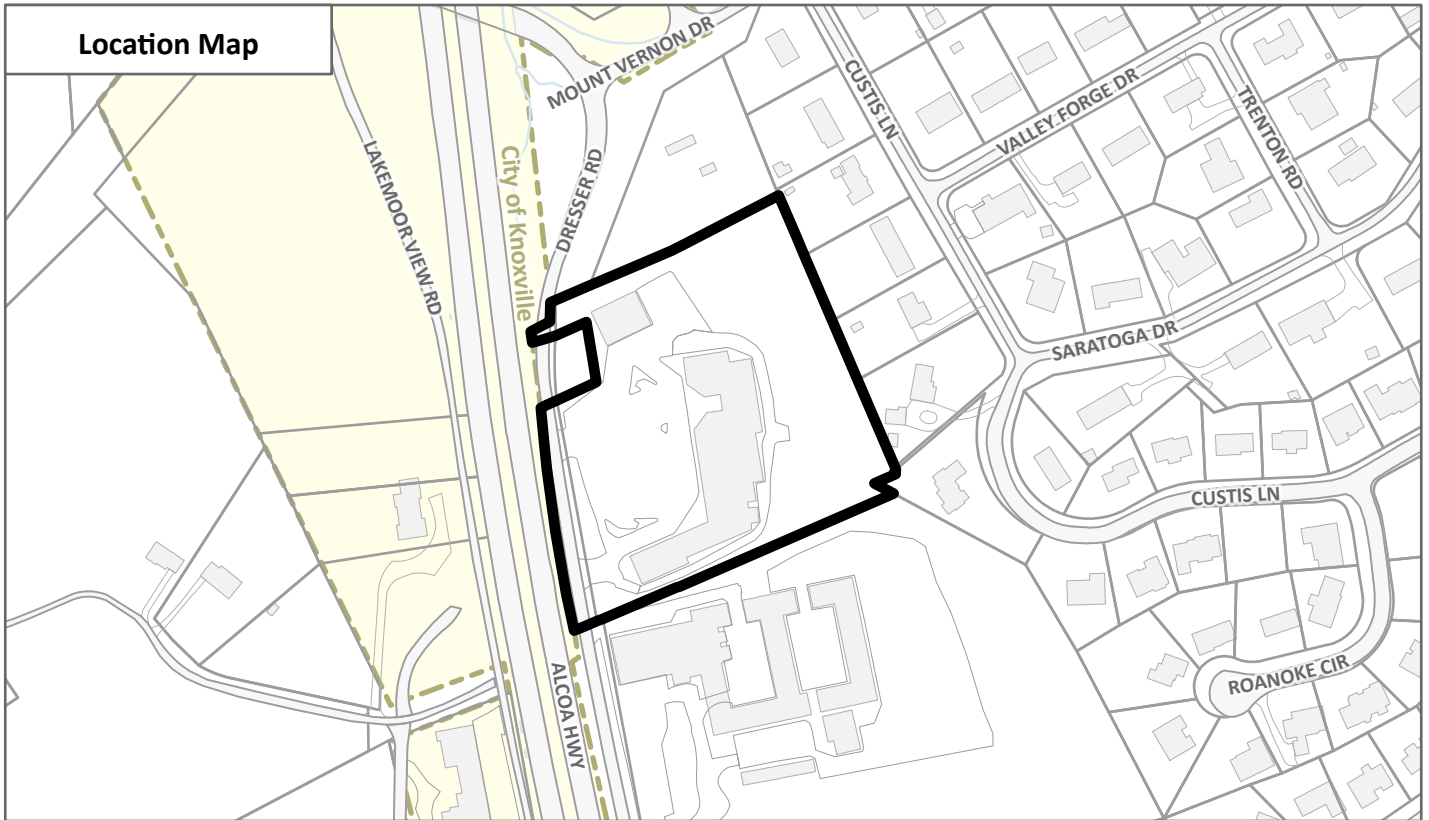 Location Map
MOUNT VERNON DR
CUSTIS LN
VALLEY FORGE DR
TRENTON RD
LAKEMOOR VIEW RD
City of Knoxville
DRESSER RD
SARATOGA DR
CUSTIS LN
ROANOKE CIR
ALCOA HWY